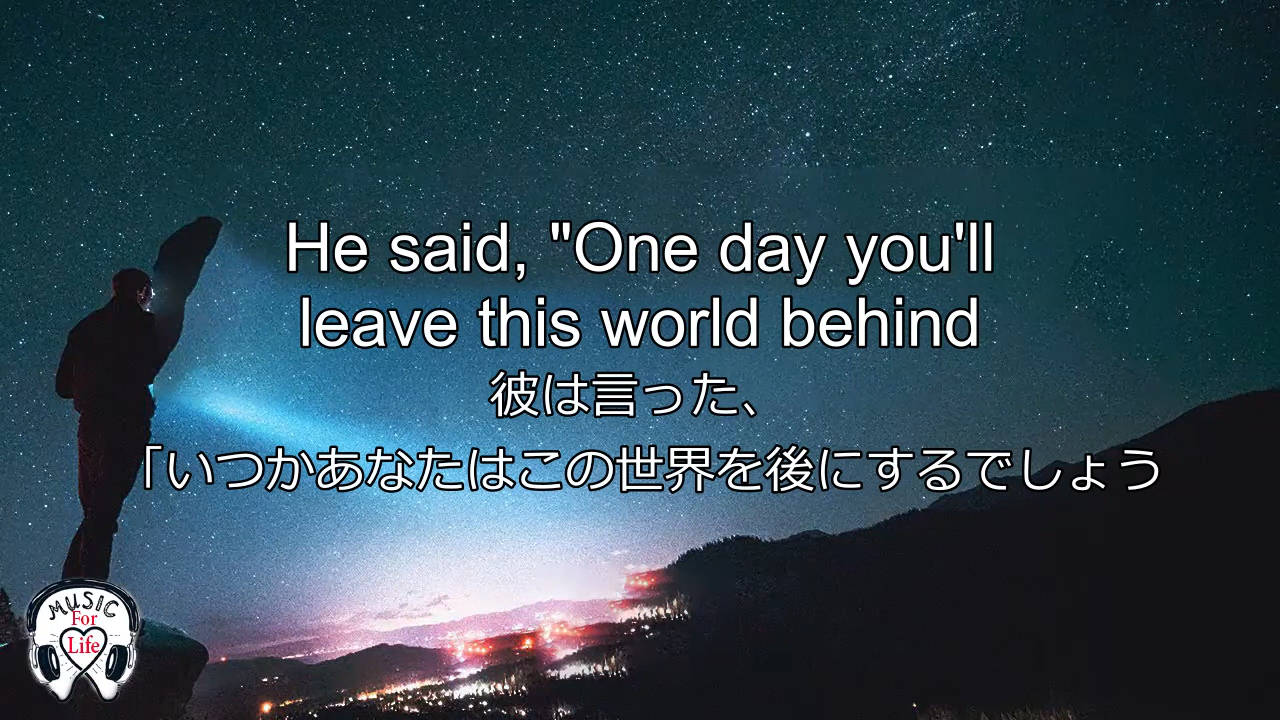 He said, "One day you'll
leave this world behind
彼は言った、
「いつかあなたはこの世界を後にするでしょう
MUSIC
For
Life